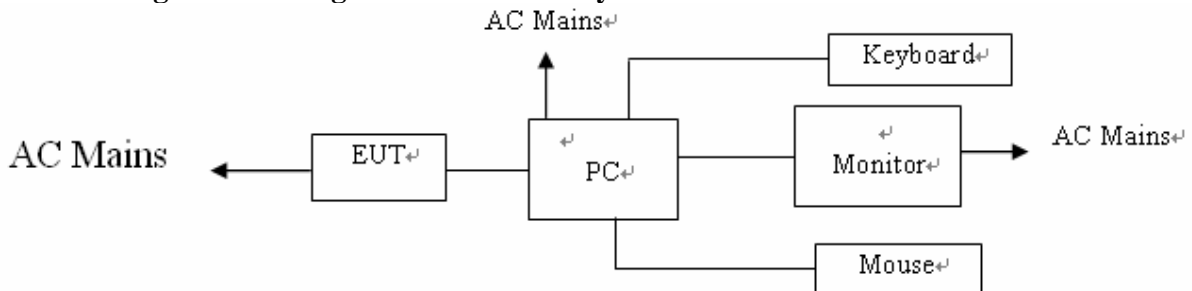 AC Mains↵
Keyboard↵
AC Mains↵
AC Mains
EUT↵
↵
PC↵
↵
Monitor↵
Mouse↵